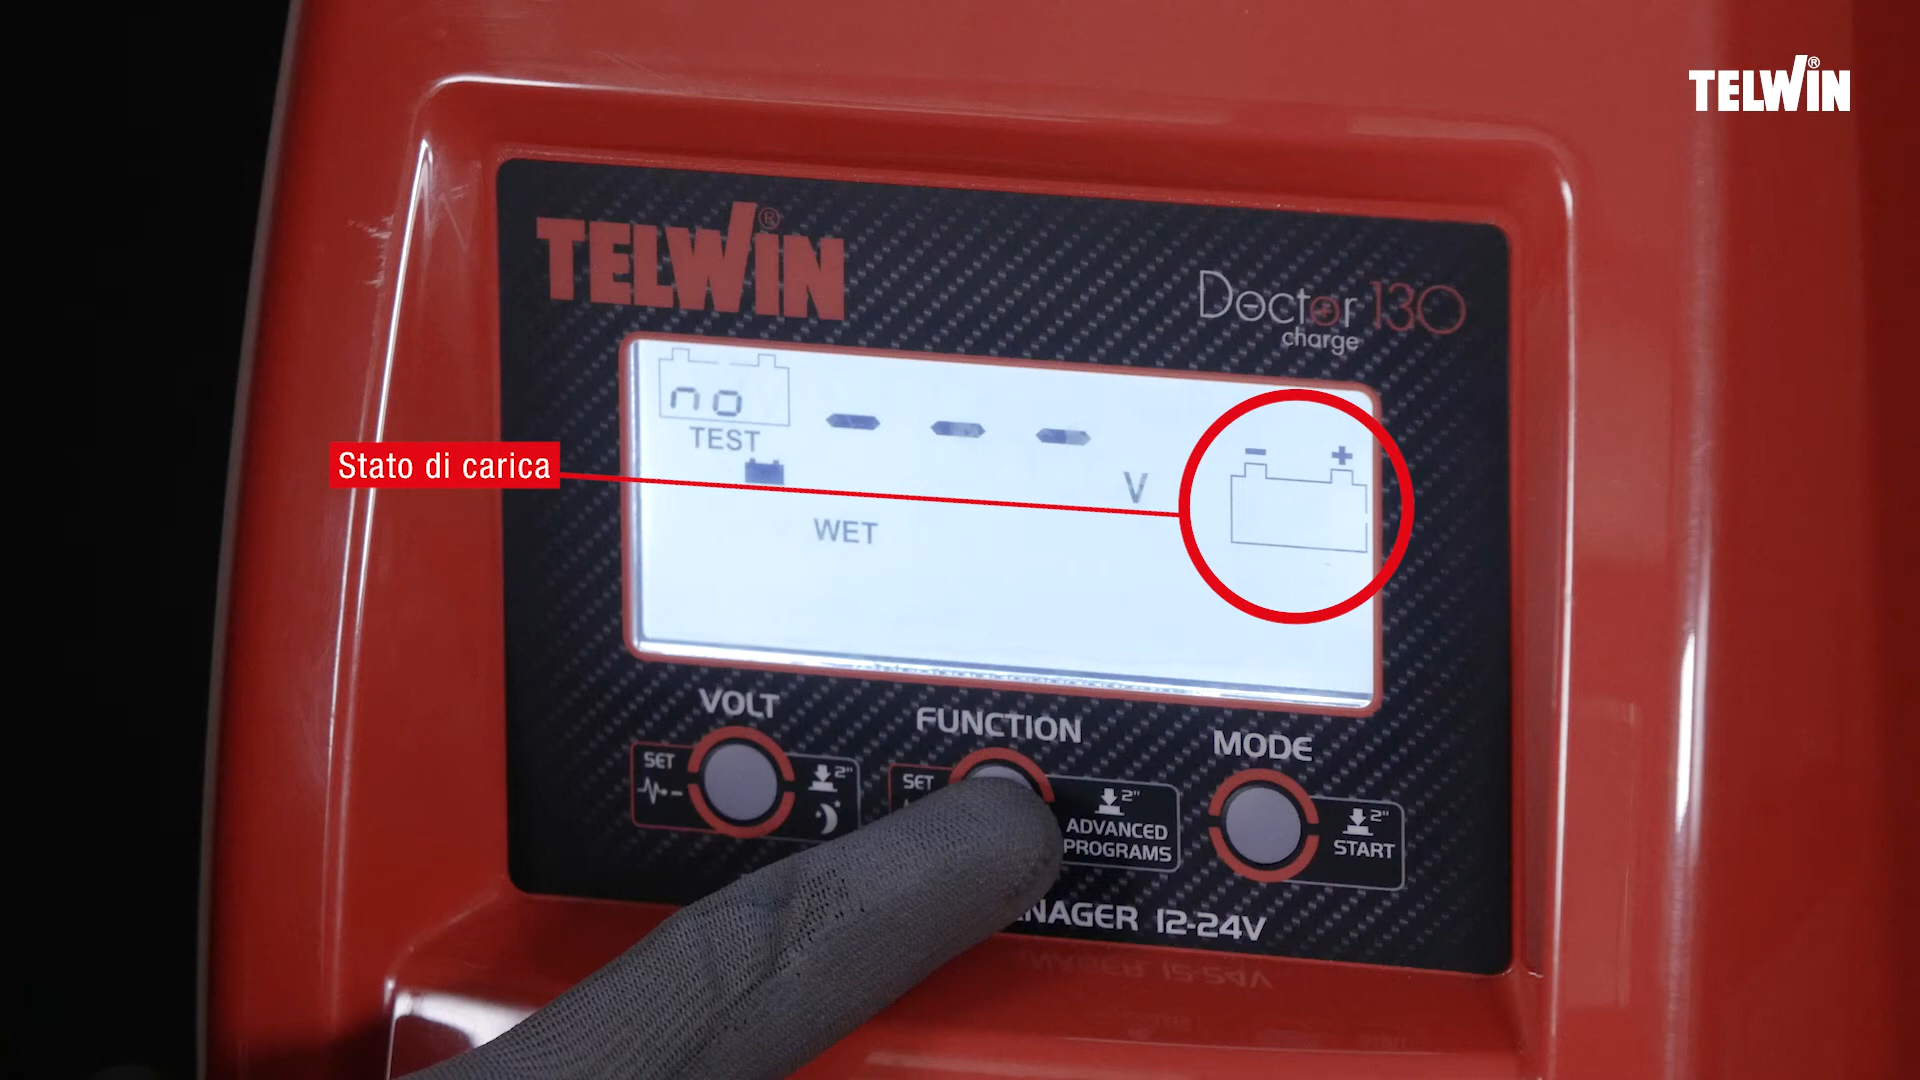 TELWIN®
TELWIN®
Doctor 130
charge
no
TEST
- - -
V
- +
WET
Stato di carica
VOLT
SET
2"
FUNCTION
SET
2"
ADVANCED
PROGRAMS
MODE
2"
START
NAGER 12-24V